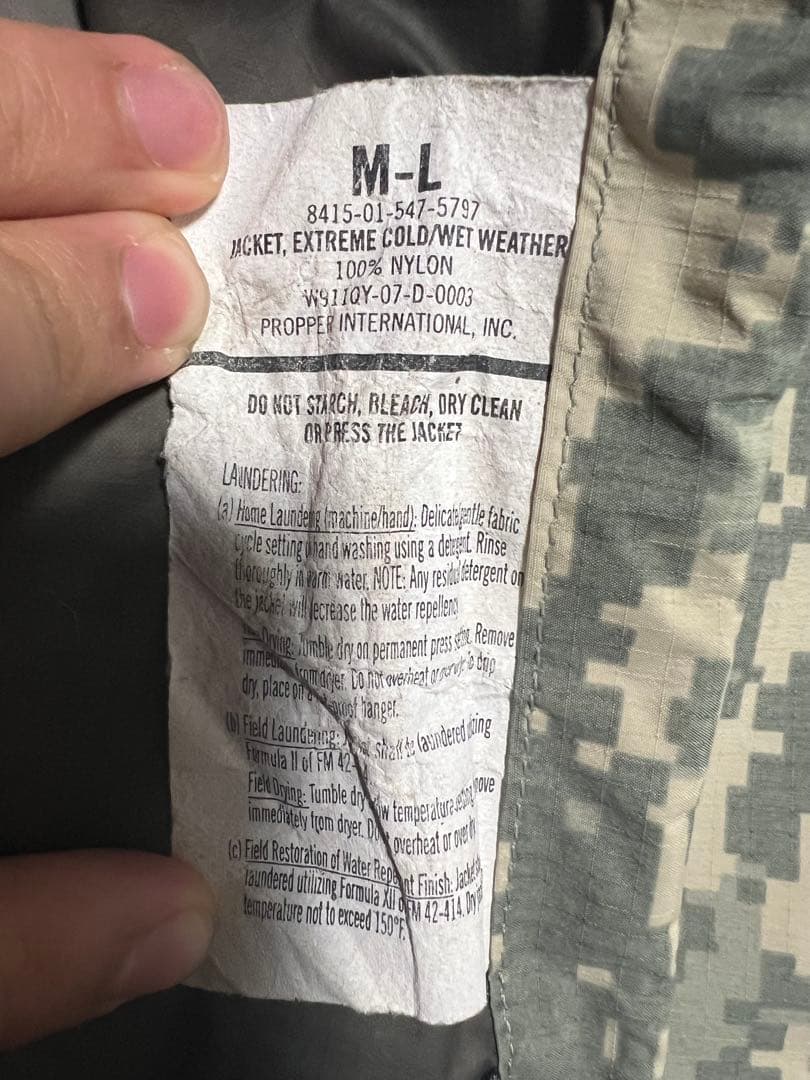 M-L
8415-01-547-5797
JACKET, EXTREME COLD/WET WEATHER
100% NYLON
W911QY-07-D-0003
PROPPER INTERNATIONAL, INC.
DO NOT STARCH, BLEACH, DRY CLEAN
OR PRESS THE JACKET
LAUNDERING:
(a) Home Laundering (machine/hand): Delicate/gentle fabric
cycle setting or hand washing using a detergent. Rinse
thoroughly in warm water. NOTE: Any residual detergent on
the jacket will decrease the water repellency
Drying: Tumble dry on permanent press setting. Remove
from dryer. Do not overheat or drip
dry, place on hanger.
(b) Field Laundering: shall be laundered
Formula II of FM 42-
Field Drying: Tumble dry temperature
immediately from dryer. overheat or
(c) Field Restoration of Water Repellent Finish: Jacket
laundered utilizing Formula XII of FM 42-414. Dry
temperature not to exceed 150°F.